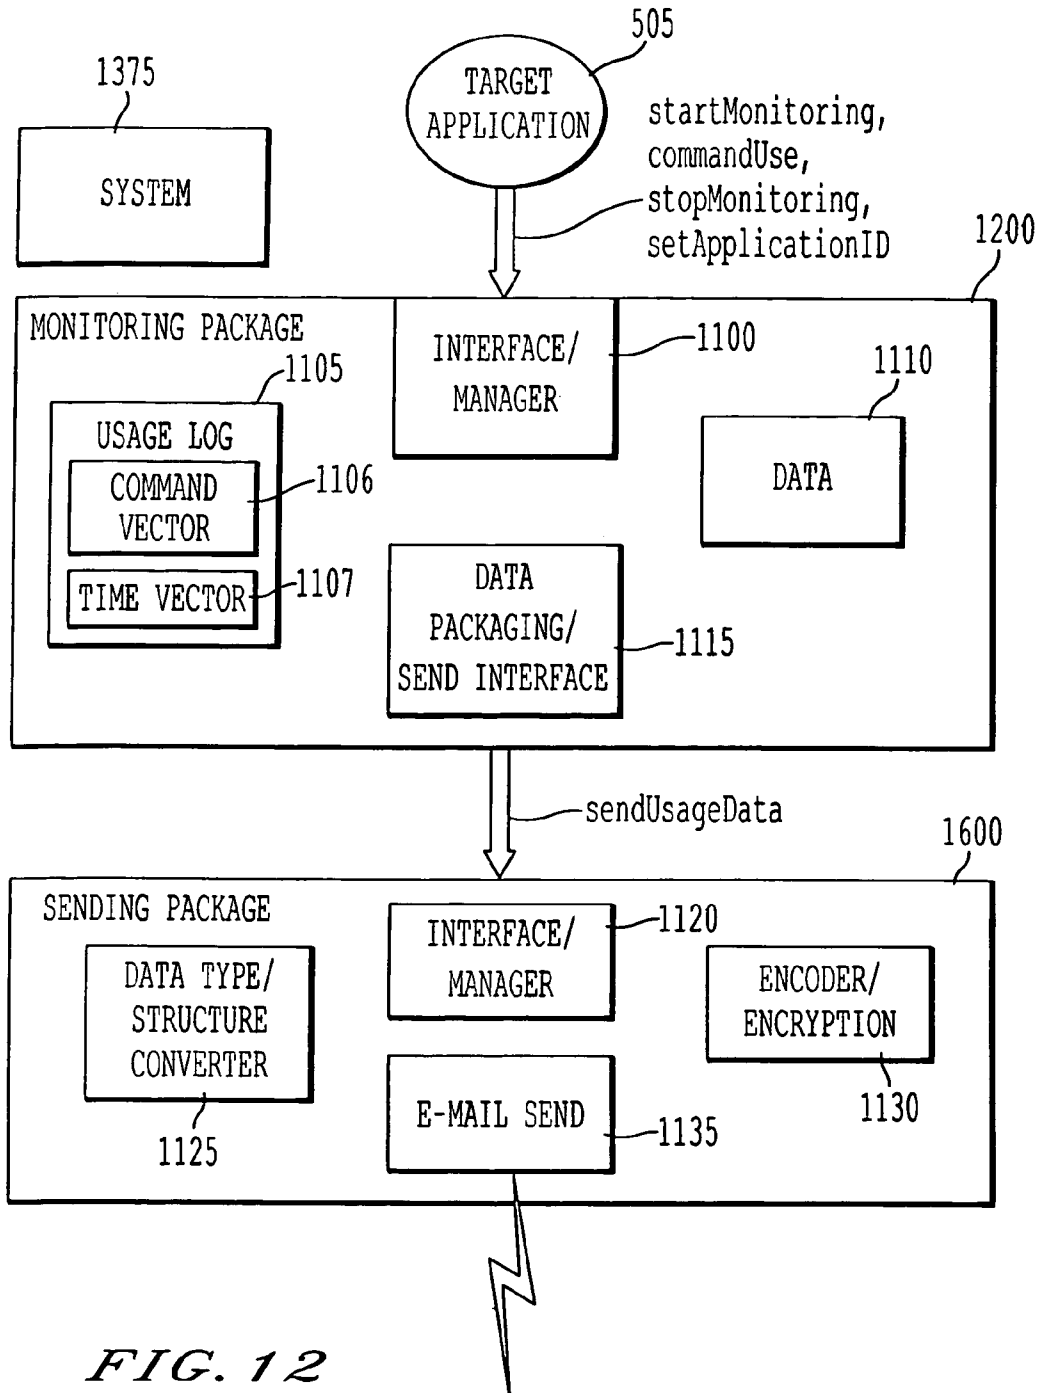 505
1375
TARGET
APPLICATION
SYSTEM
startMonitoring,
commandUse,
stopMonitoring,
setApplicationID
1200
MONITORING PACKAGE
INTERFACE/
MANAGER
1100
1105
USAGE LOG
COMMAND
VECTOR
1106
TIME VECTOR
1107
1110
DATA
DATA
PACKAGING/
SEND INTERFACE
1115
sendUsageData
1600
SENDING PACKAGE
DATA TYPE/
STRUCTURE
CONVERTER
1125
INTERFACE/
MANAGER
1120
ENCODER/
ENCRYPTION
1130
E-MAIL SEND
1135
FIG. 12